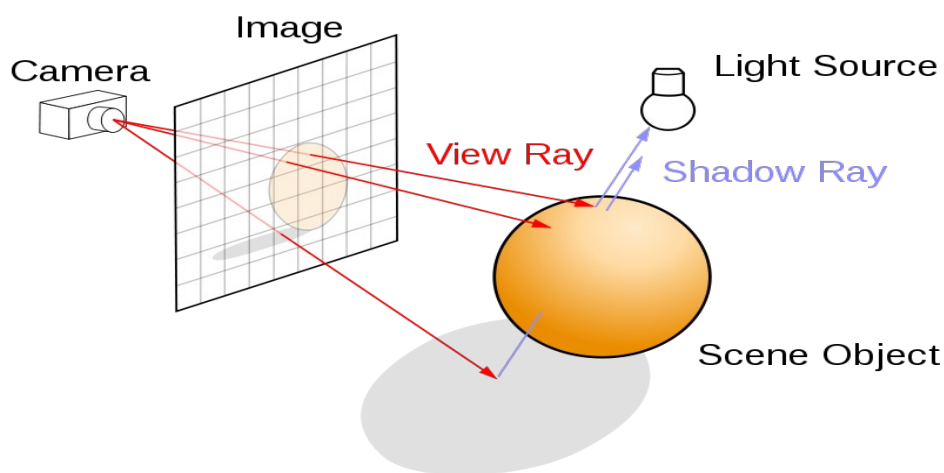 Image
Camera
Light Source
View Ray
Shadow Ray
Scene Object